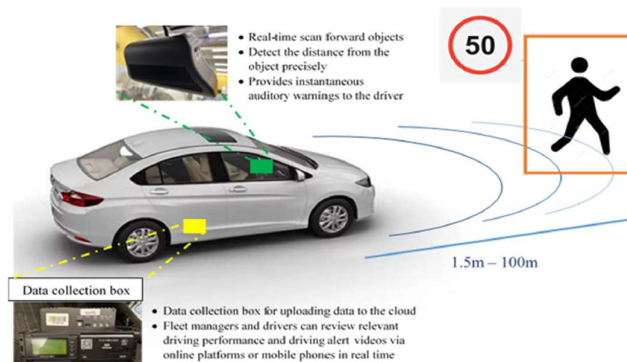 • Real-time scan forward objects
• Detect the distance from the
object precisely
• Provides instantaneous
auditory warnings to the driver
50
1.5m – 100m
Data collection box
• Data collection box for uploading data to the cloud
• Fleet managers and drivers can review relevant
driving performance and driving alert videos via
online platforms or mobile phones in real time